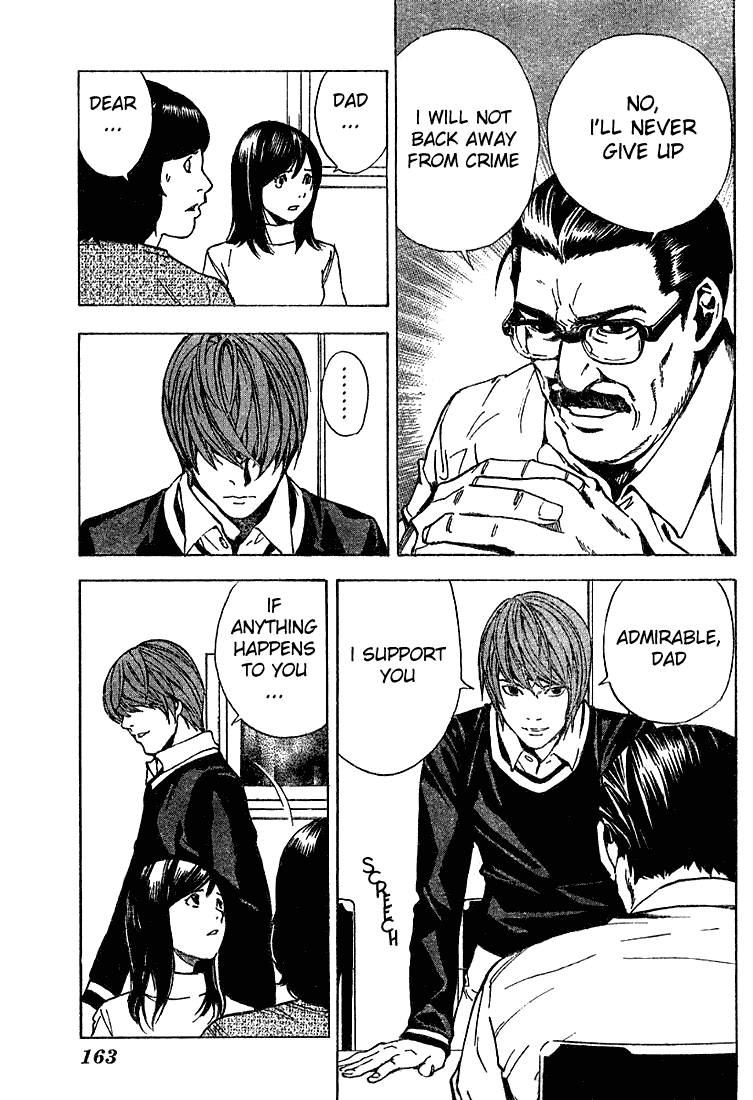 NO,
I'LL NEVER
GIVE UP
I WILL NOT
BACK AWAY
FROM CRIME
DAD
...
DEAR
...
......
ADMIRABLE,
DAD
I SUPPORT
YOU
SCREECH
IF
ANYTHING
HAPPENS
TO YOU
...
163